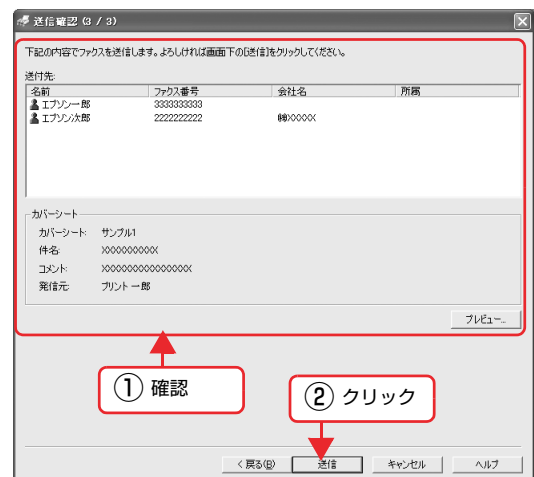 送信確認 (3 / 3)
下記の内容でファクスを送信します。よろしければ画面下の[送信]をクリックしてください。
送付先:
名前 ファクス番号 会社名 所属
エプソン一郎 3333333333
エプソン次郎 2222222222 ㈱XXXXX
カバーシート
カバーシート: サンプル1
件名: XXXXXXXXXX
コメント: XXXXXXXXXXXXXXXX
発信元: プリント 一郎
プレビュー...
① 確認
② クリック
< 戻る(B) 送信 キャンセル ヘルプ